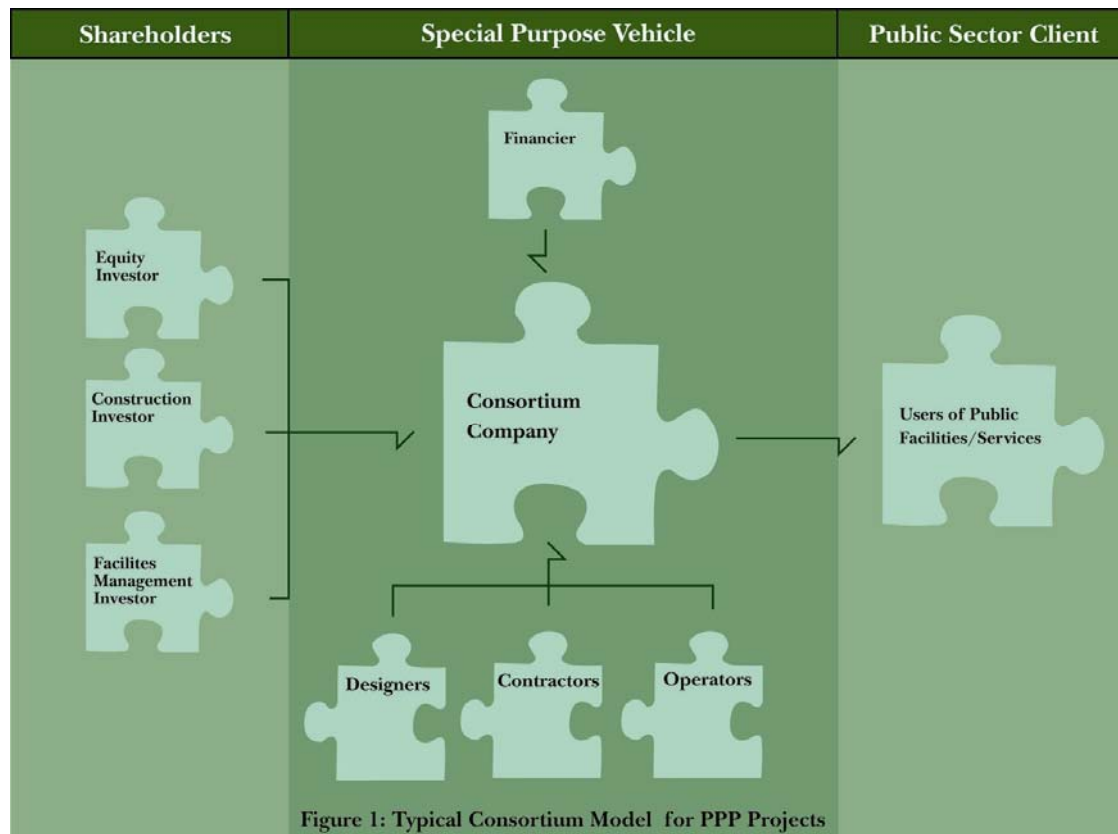 Shareholders
Special Purpose Vehicle
Public Sector Client
Financier
Equity
Investor
Construction
Investor
Facilites
Management
Investor
Consortium
Company
Users of Public
Facilities/Services
Designers
Contractors
Operators
Figure 1: Typical Consortium Model for PPP Projects